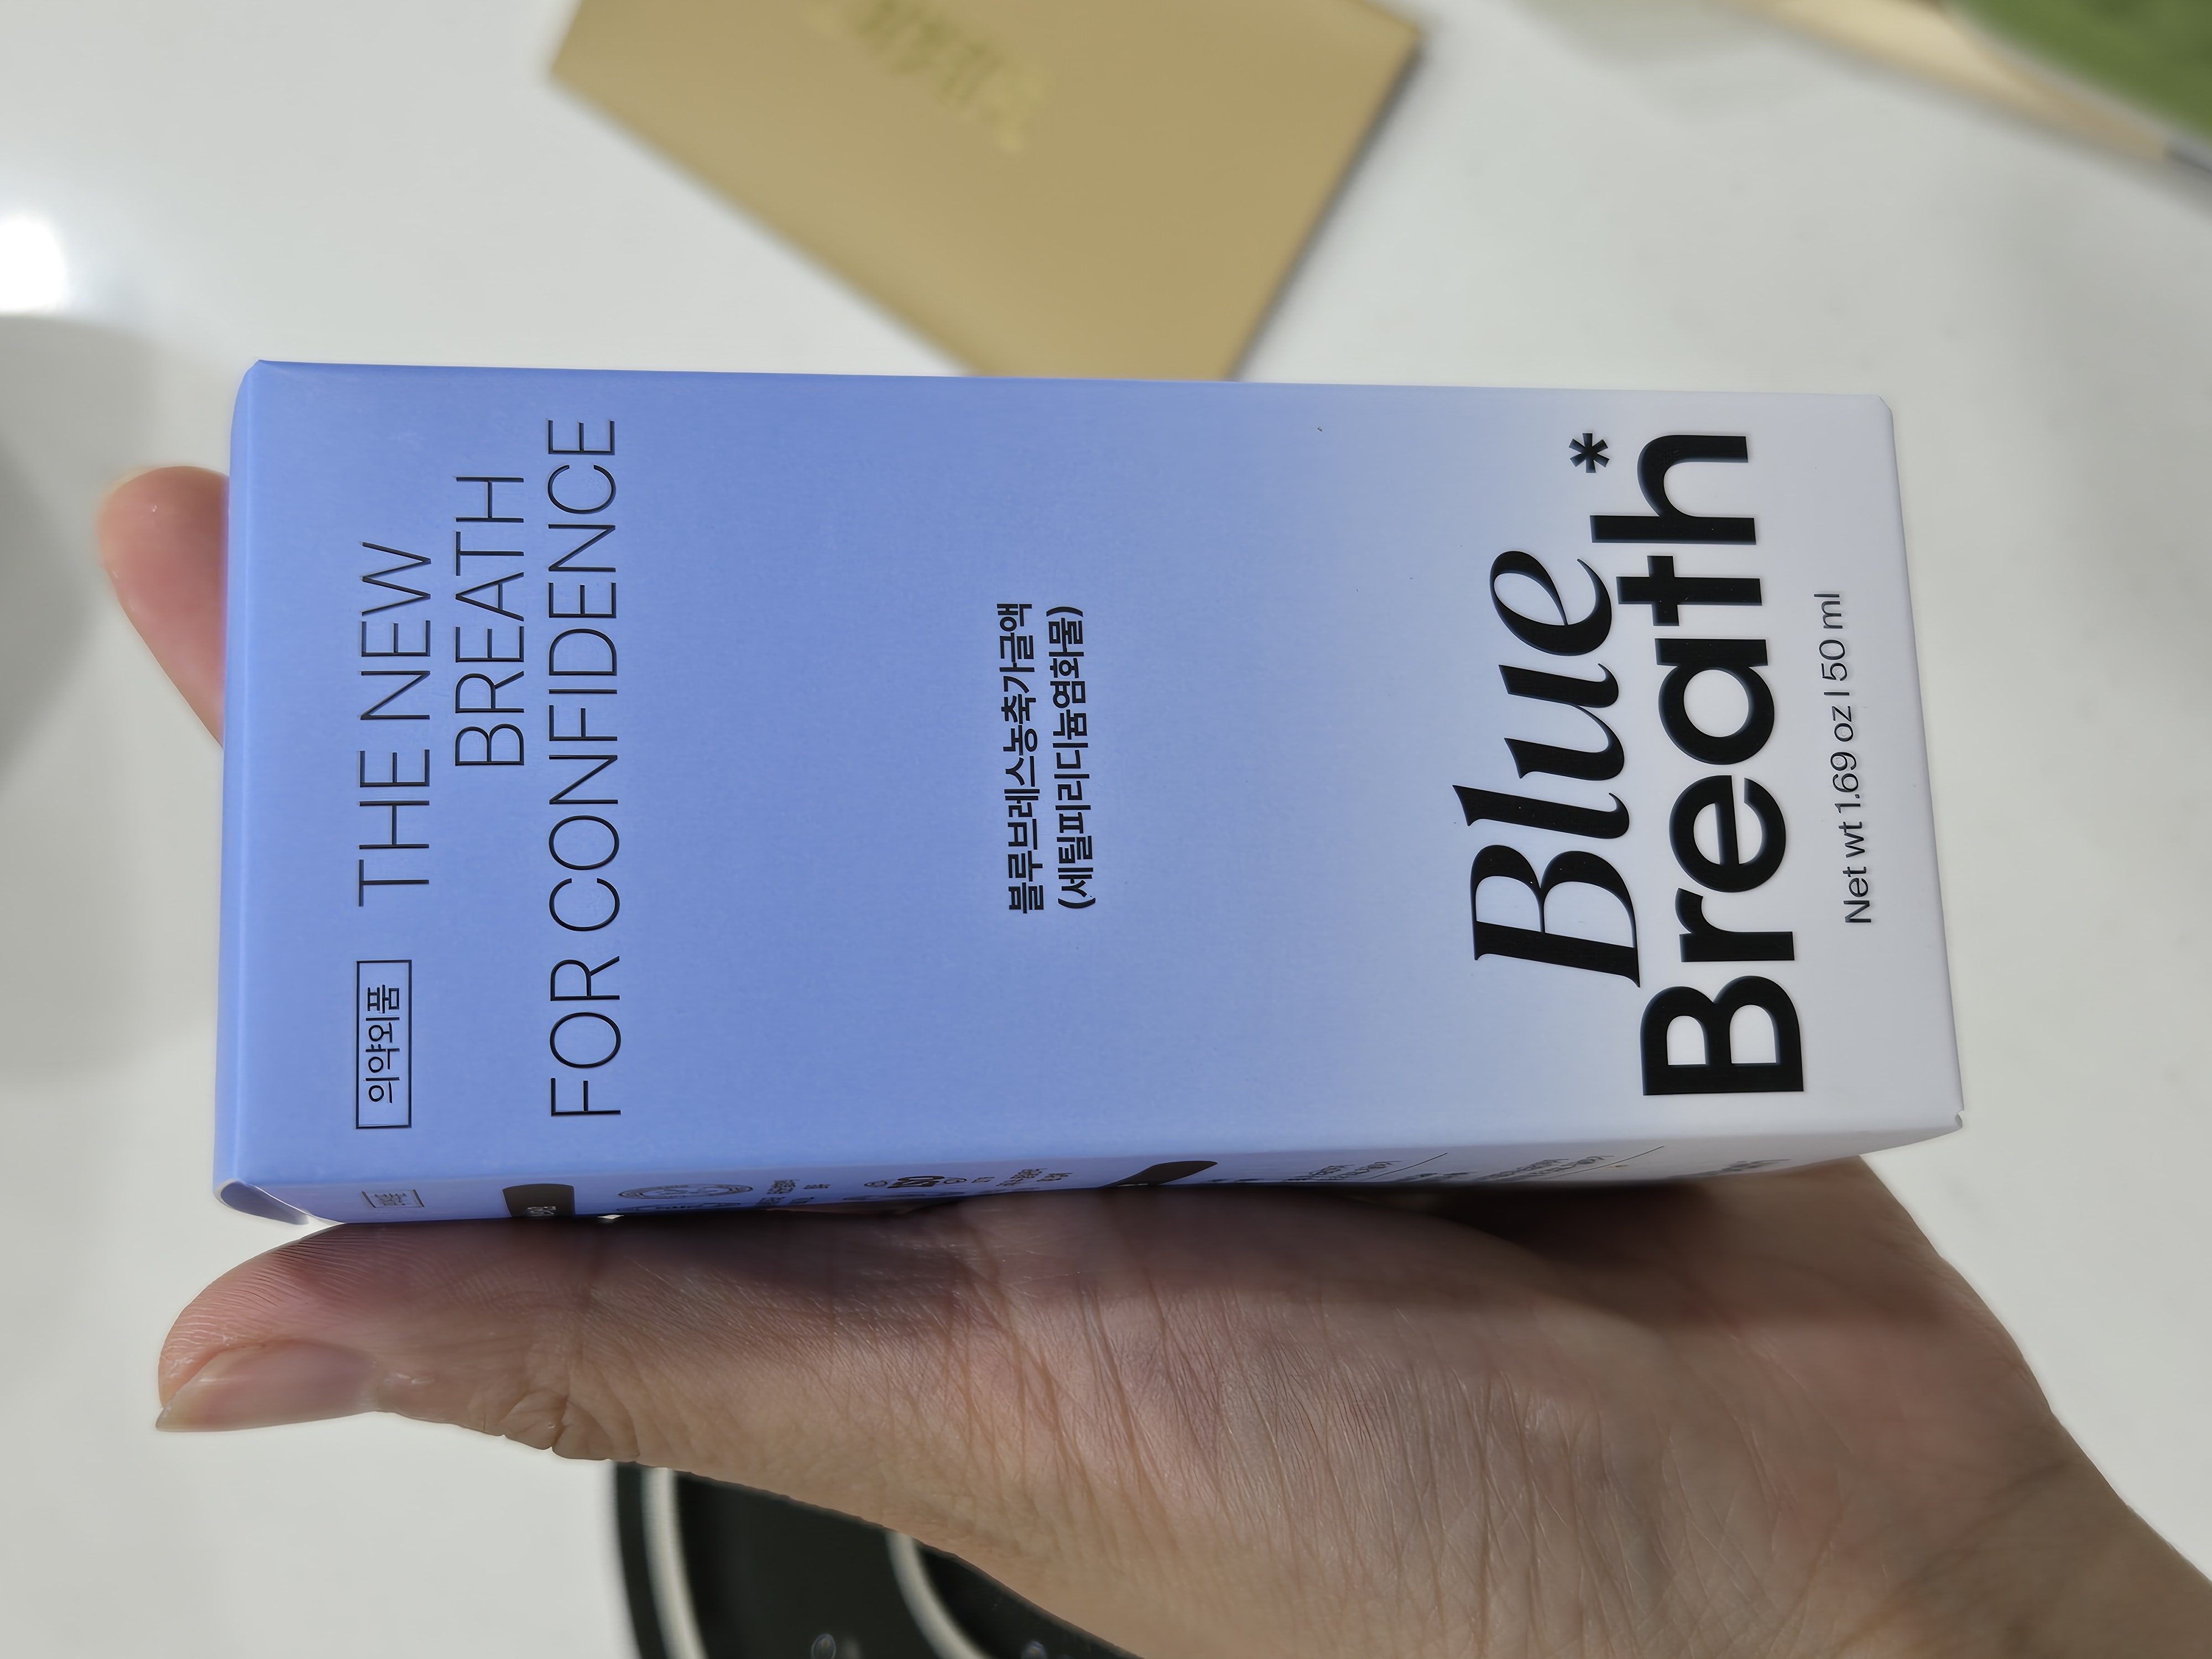 의약외품
THE NEW
BREATH
FOR CONFIDENCE
블루브레스농축가글액
(세틸피리디늄염화물)
Blue
Breath*
Net wt 1.69 oz l 50 ml